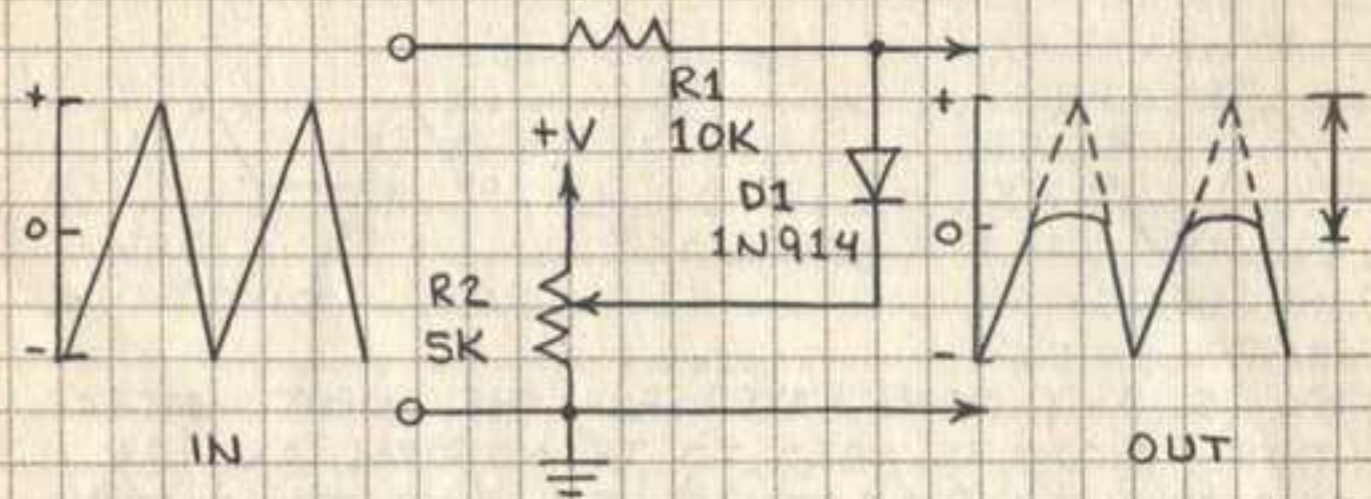 R1
10K
+V
D1
1N914
R2
5K
+
0
-
IN
+
0
-
OUT